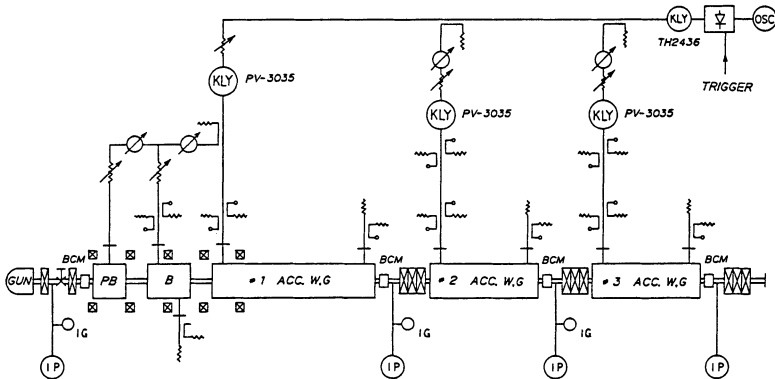 KLY
OSC
TH2436
TRIGGER
KLY PV-3035
KLY PV-3035
KLY PV-3035
GUN
BCM
PB
B
#1 ACC. W.G
BCM
#2 ACC. W.G
BCM
#3 ACC. W.G
BCM
IG
IG
IG
IP
IP
IP
IP